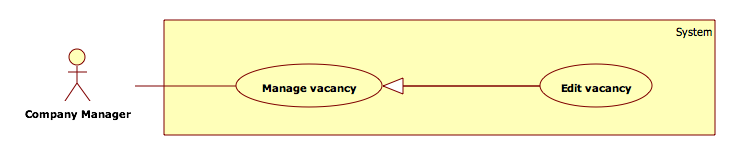 System
Manage vacancy
Edit vacancy
Company Manager